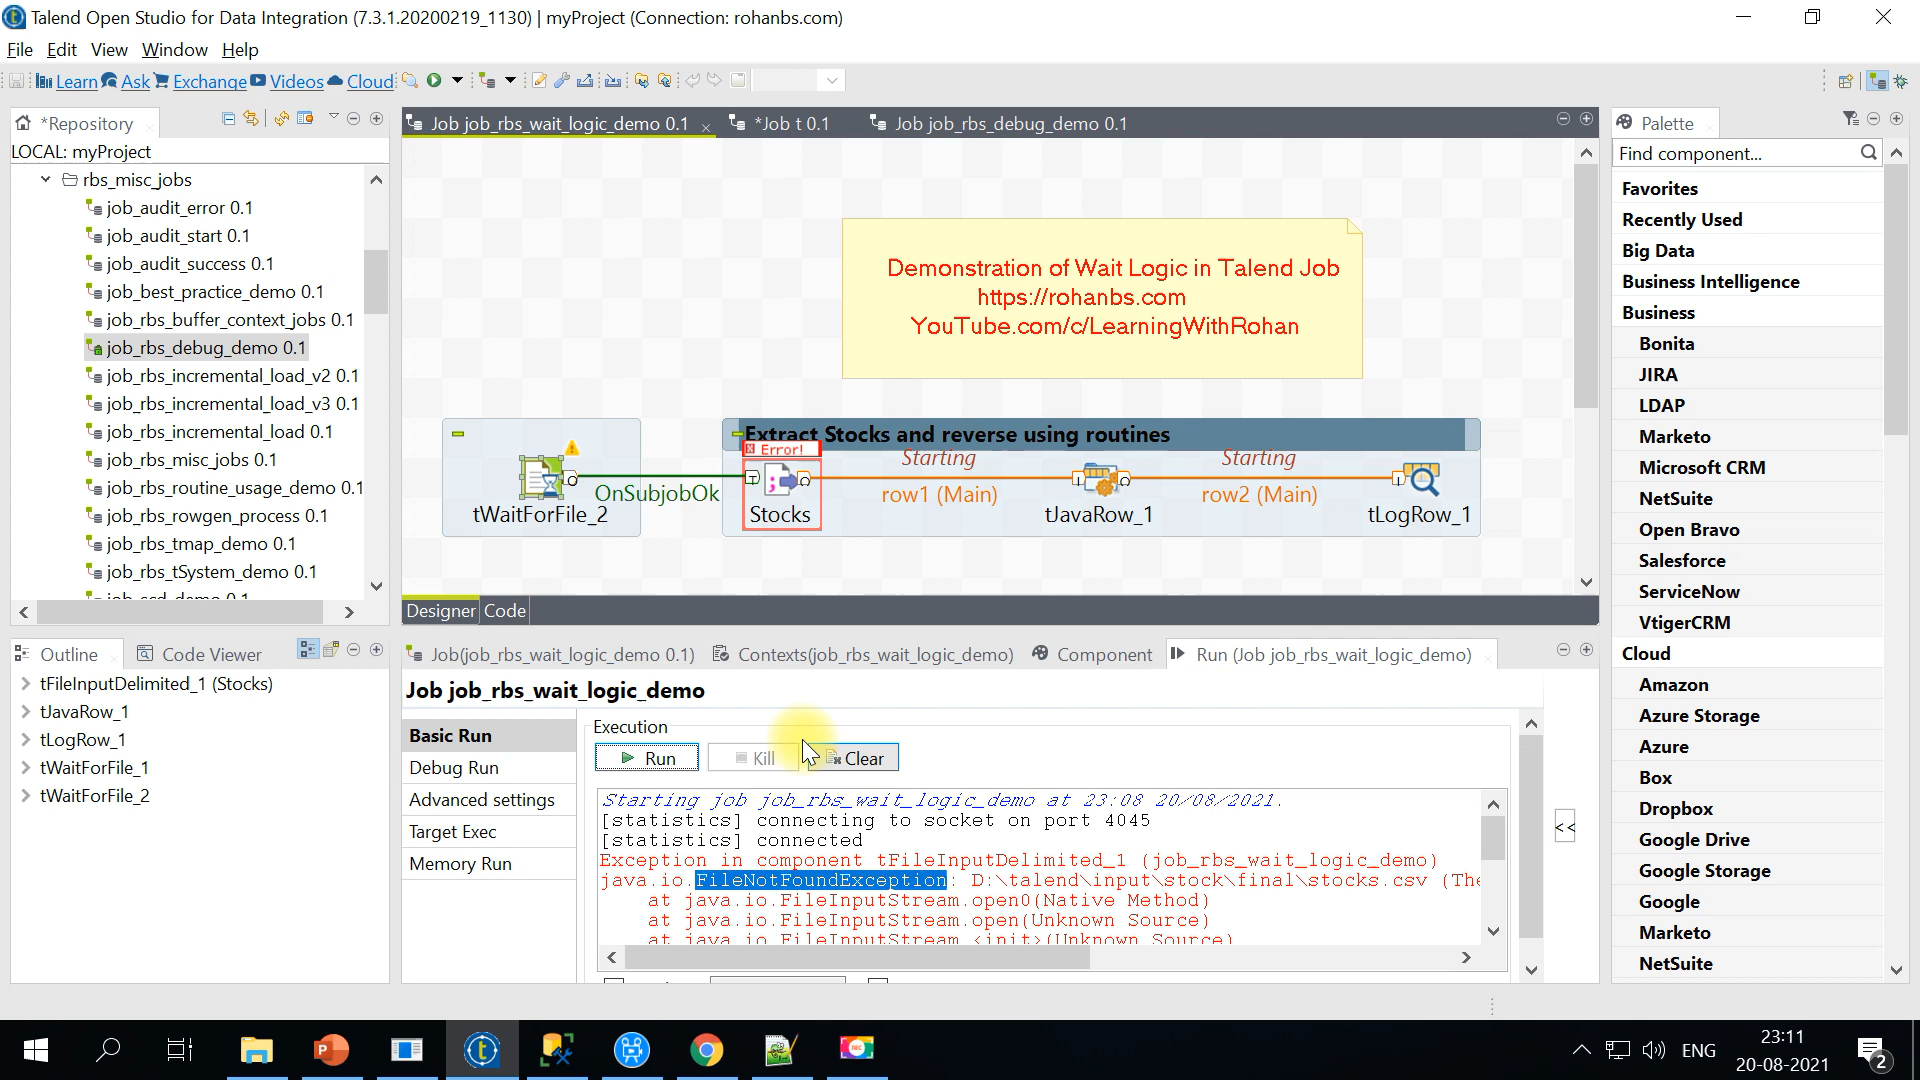 Talend Open Studio for Data Integration (7.3.1.20200219_1130) | myProject (Connection: rohanbs.com)
File Edit View Window Help
Learn Ask Exchange Videos Cloud
*Repository
LOCAL: myProject
rbs_misc_jobs
job_audit_error 0.1
job_audit_start 0.1
job_audit_success 0.1
job_best_practice_demo 0.1
job_rbs_buffer_context_jobs 0.1
job_rbs_debug_demo 0.1
job_rbs_incremental_load_v2 0.1
job_rbs_incremental_load_v3 0.1
job_rbs_incremental_load 0.1
job_rbs_misc_jobs 0.1
job_rbs_routine_usage_demo 0.1
job_rbs_rowgen_process 0.1
job_rbs_tmap_demo 0.1
job_rbs_tSystem_demo 0.1
Job job_rbs_wait_logic_demo 0.1
*Job t 0.1
Job job_rbs_debug_demo 0.1
Demonstration of Wait Logic in Talend Job
https://rohanbs.com
YouTube.com/c/LearningWithRohan
Extract Stocks and reverse using routines
Error!
Starting
Starting
OnSubjobOk
row1 (Main)
row2 (Main)
tWaitForFile_2
Stocks
tJavaRow_1
tLogRow_1
Designer Code
Palette
Find component...
Favorites
Recently Used
Big Data
Business Intelligence
Business
Bonita
JIRA
LDAP
Marketo
Microsoft CRM
NetSuite
Open Bravo
Salesforce
ServiceNow
VtigerCRM
Cloud
Amazon
Azure Storage
Azure
Box
Dropbox
Google Drive
Google Storage
Google
Marketo
NetSuite
Outline
Code Viewer
tFileInputDelimited_1 (Stocks)
tJavaRow_1
tLogRow_1
tWaitForFile_1
tWaitForFile_2
Job(job_rbs_wait_logic_demo 0.1)
Contexts(job_rbs_wait_logic_demo)
Component
Run (Job job_rbs_wait_logic_demo)
Job job_rbs_wait_logic_demo
Basic Run
Debug Run
Advanced settings
Target Exec
Memory Run
Execution
Run
Kill
Clear
Starting job job_rbs_wait_logic_demo at 23:08 20/08/2021.
[statistics] connecting to socket on port 4045
[statistics] connected
Exception in component tFileInputDelimited_1 (job_rbs_wait_logic_demo)
java.io.FileNotFoundException: D:\talend\input\stock\final\stocks.csv (The
at java.io.FileInputStream.open0(Native Method)
at java.io.FileInputStream.open(Unknown Source)
at java.io.FileInputStream.<init>(Unknown Source)
<<
ENG
23:11
20-08-2021
2